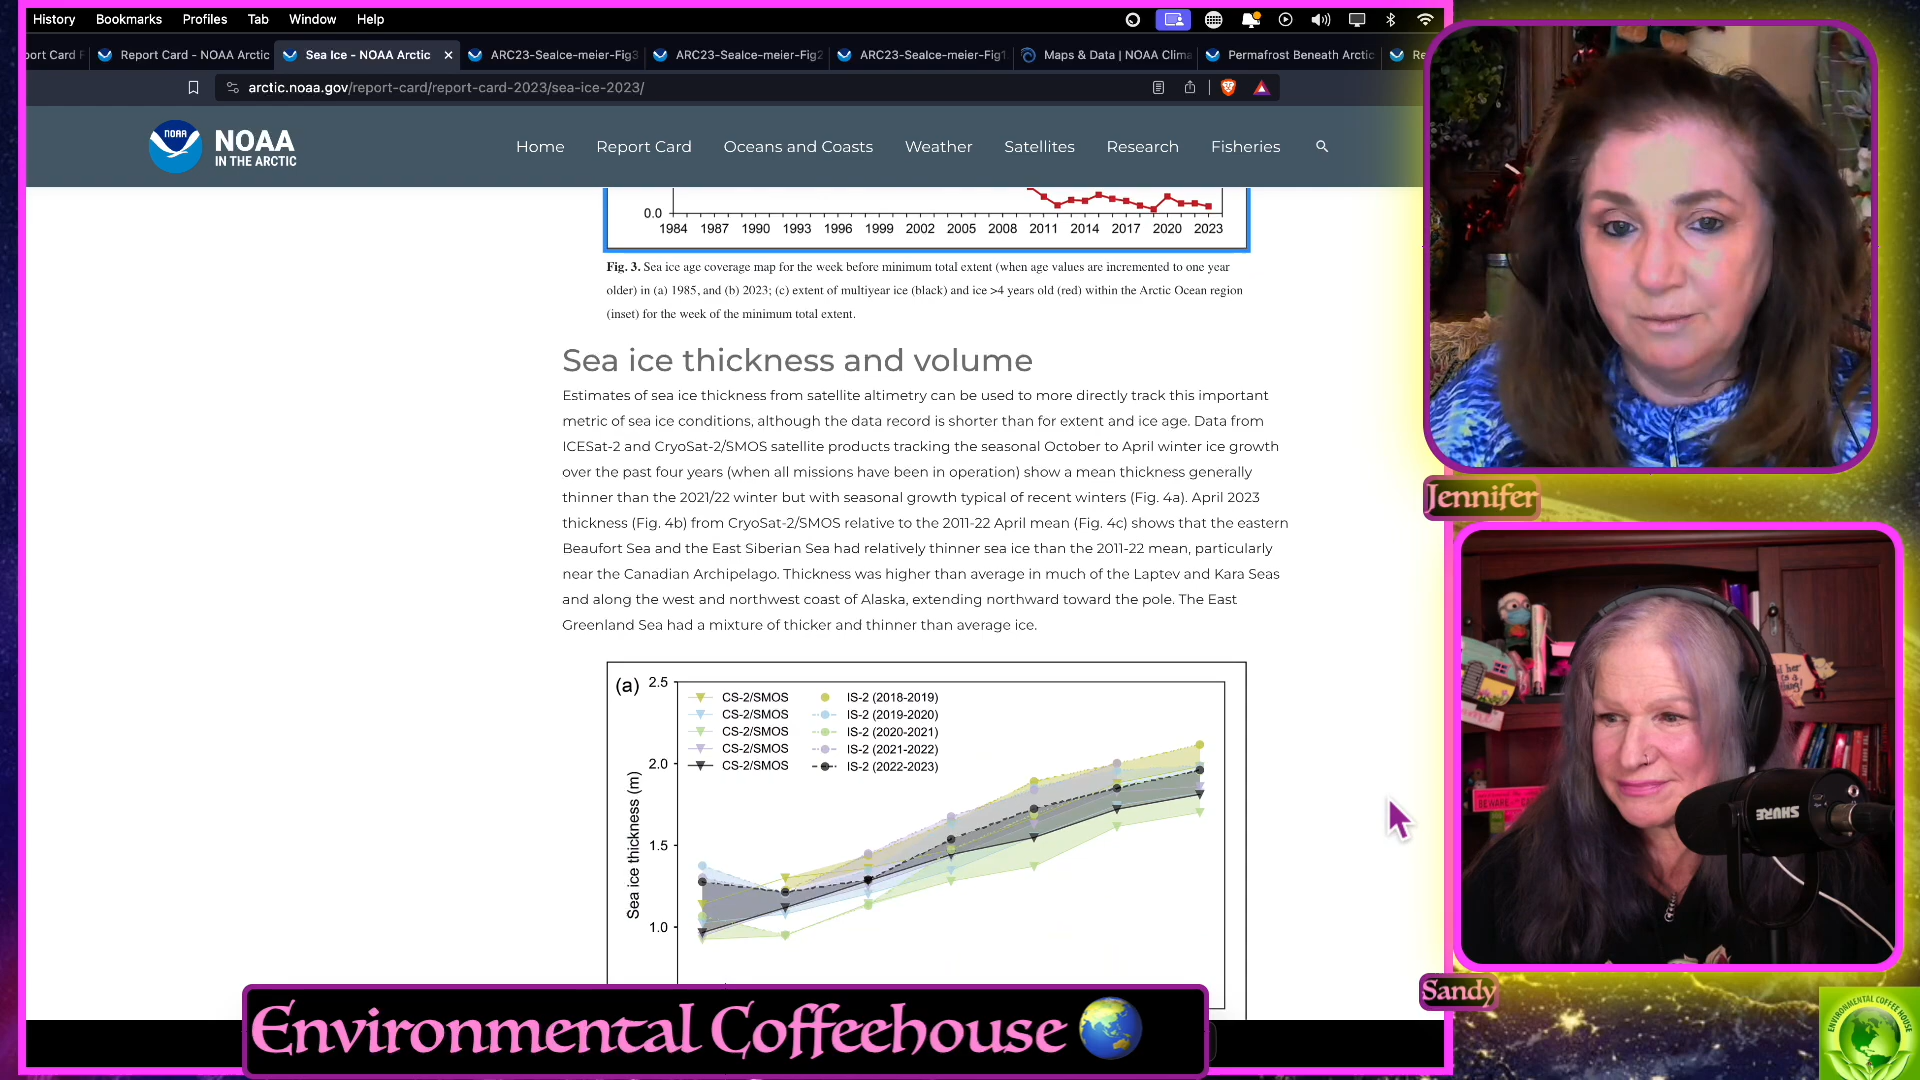 History Bookmarks Profiles Tab Window Help
ort Card F Report Card - NOAA Arctic Sea Ice - NOAA Arctic × ARC23-SeaIce-meier-Fig3 ARC23-SeaIce-meier-Fig2 ARC23-SeaIce-meier-Fig1 Maps & Data | NOAA Clima Permafrost Beneath Arctic Re
arctic.noaa.gov/report-card/report-card-2023/sea-ice-2023/
NOAA
NOAA
IN THE ARCTIC
Home Report Card Oceans and Coasts Weather Satellites Research Fisheries
0.0
1984 1987 1990 1993 1996 1999 2002 2005 2008 2011 2014 2017 2020 2023
Fig. 3. Sea ice age coverage map for the week before minimum total extent (when age values are incremented to one year
older) in (a) 1985, and (b) 2023; (c) extent of multiyear ice (black) and ice >4 years old (red) within the Arctic Ocean region
(inset) for the week of the minimum total extent.
Sea ice thickness and volume
Estimates of sea ice thickness from satellite altimetry can be used to more directly track this important
metric of sea ice conditions, although the data record is shorter than for extent and ice age. Data from
ICESat-2 and CryoSat-2/SMOS satellite products tracking the seasonal October to April winter ice growth
over the past four years (when all missions have been in operation) show a mean thickness generally
thinner than the 2021/22 winter but with seasonal growth typical of recent winters (Fig. 4a). April 2023
thickness (Fig. 4b) from CryoSat-2/SMOS relative to the 2011-22 April mean (Fig. 4c) shows that the eastern
Beaufort Sea and the East Siberian Sea had relatively thinner sea ice than the 2011-22 mean, particularly
near the Canadian Archipelago. Thickness was higher than average in much of the Laptev and Kara Seas
and along the west and northwest coast of Alaska, extending northward toward the pole. The East
Greenland Sea had a mixture of thicker and thinner than average ice.
(a)
2.5
2.0
1.5
1.0
Sea ice thickness (m)
CS-2/SMOS IS-2 (2018-2019)
CS-2/SMOS IS-2 (2019-2020)
CS-2/SMOS IS-2 (2020-2021)
CS-2/SMOS IS-2 (2021-2022)
CS-2/SMOS IS-2 (2022-2023)
Jennifer
SHURE
Sandy
Environmental Coffeehouse
ENVIRONMENTAL COFFEE HOUSE